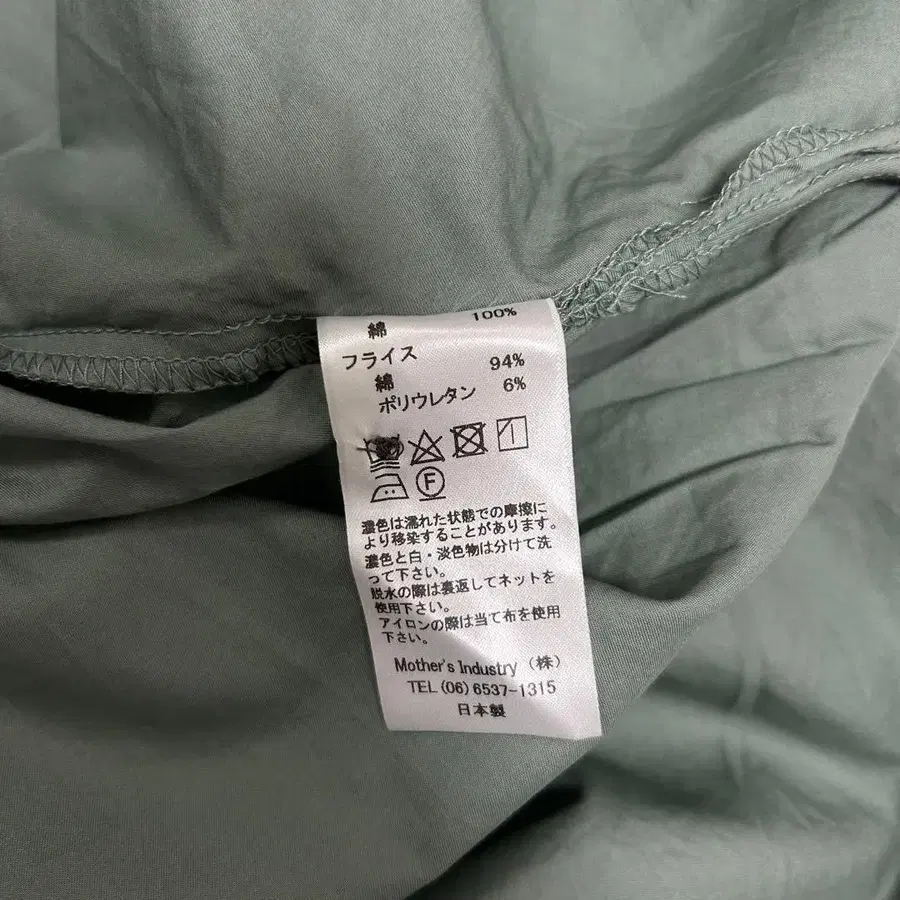 綿 100%
フライス
綿 94%
ポリウレタン 6%
F
濃色は濡れた状態での摩擦に
より移染することがあります。
濃色と白・淡色物は分けて洗
って下さい。
脱水の際は裏返してネットを
使用下さい。
アイロンの際は当て布を使用
下さい。
Mother's Industry (株)
TEL (06) 6537-1315
日本製